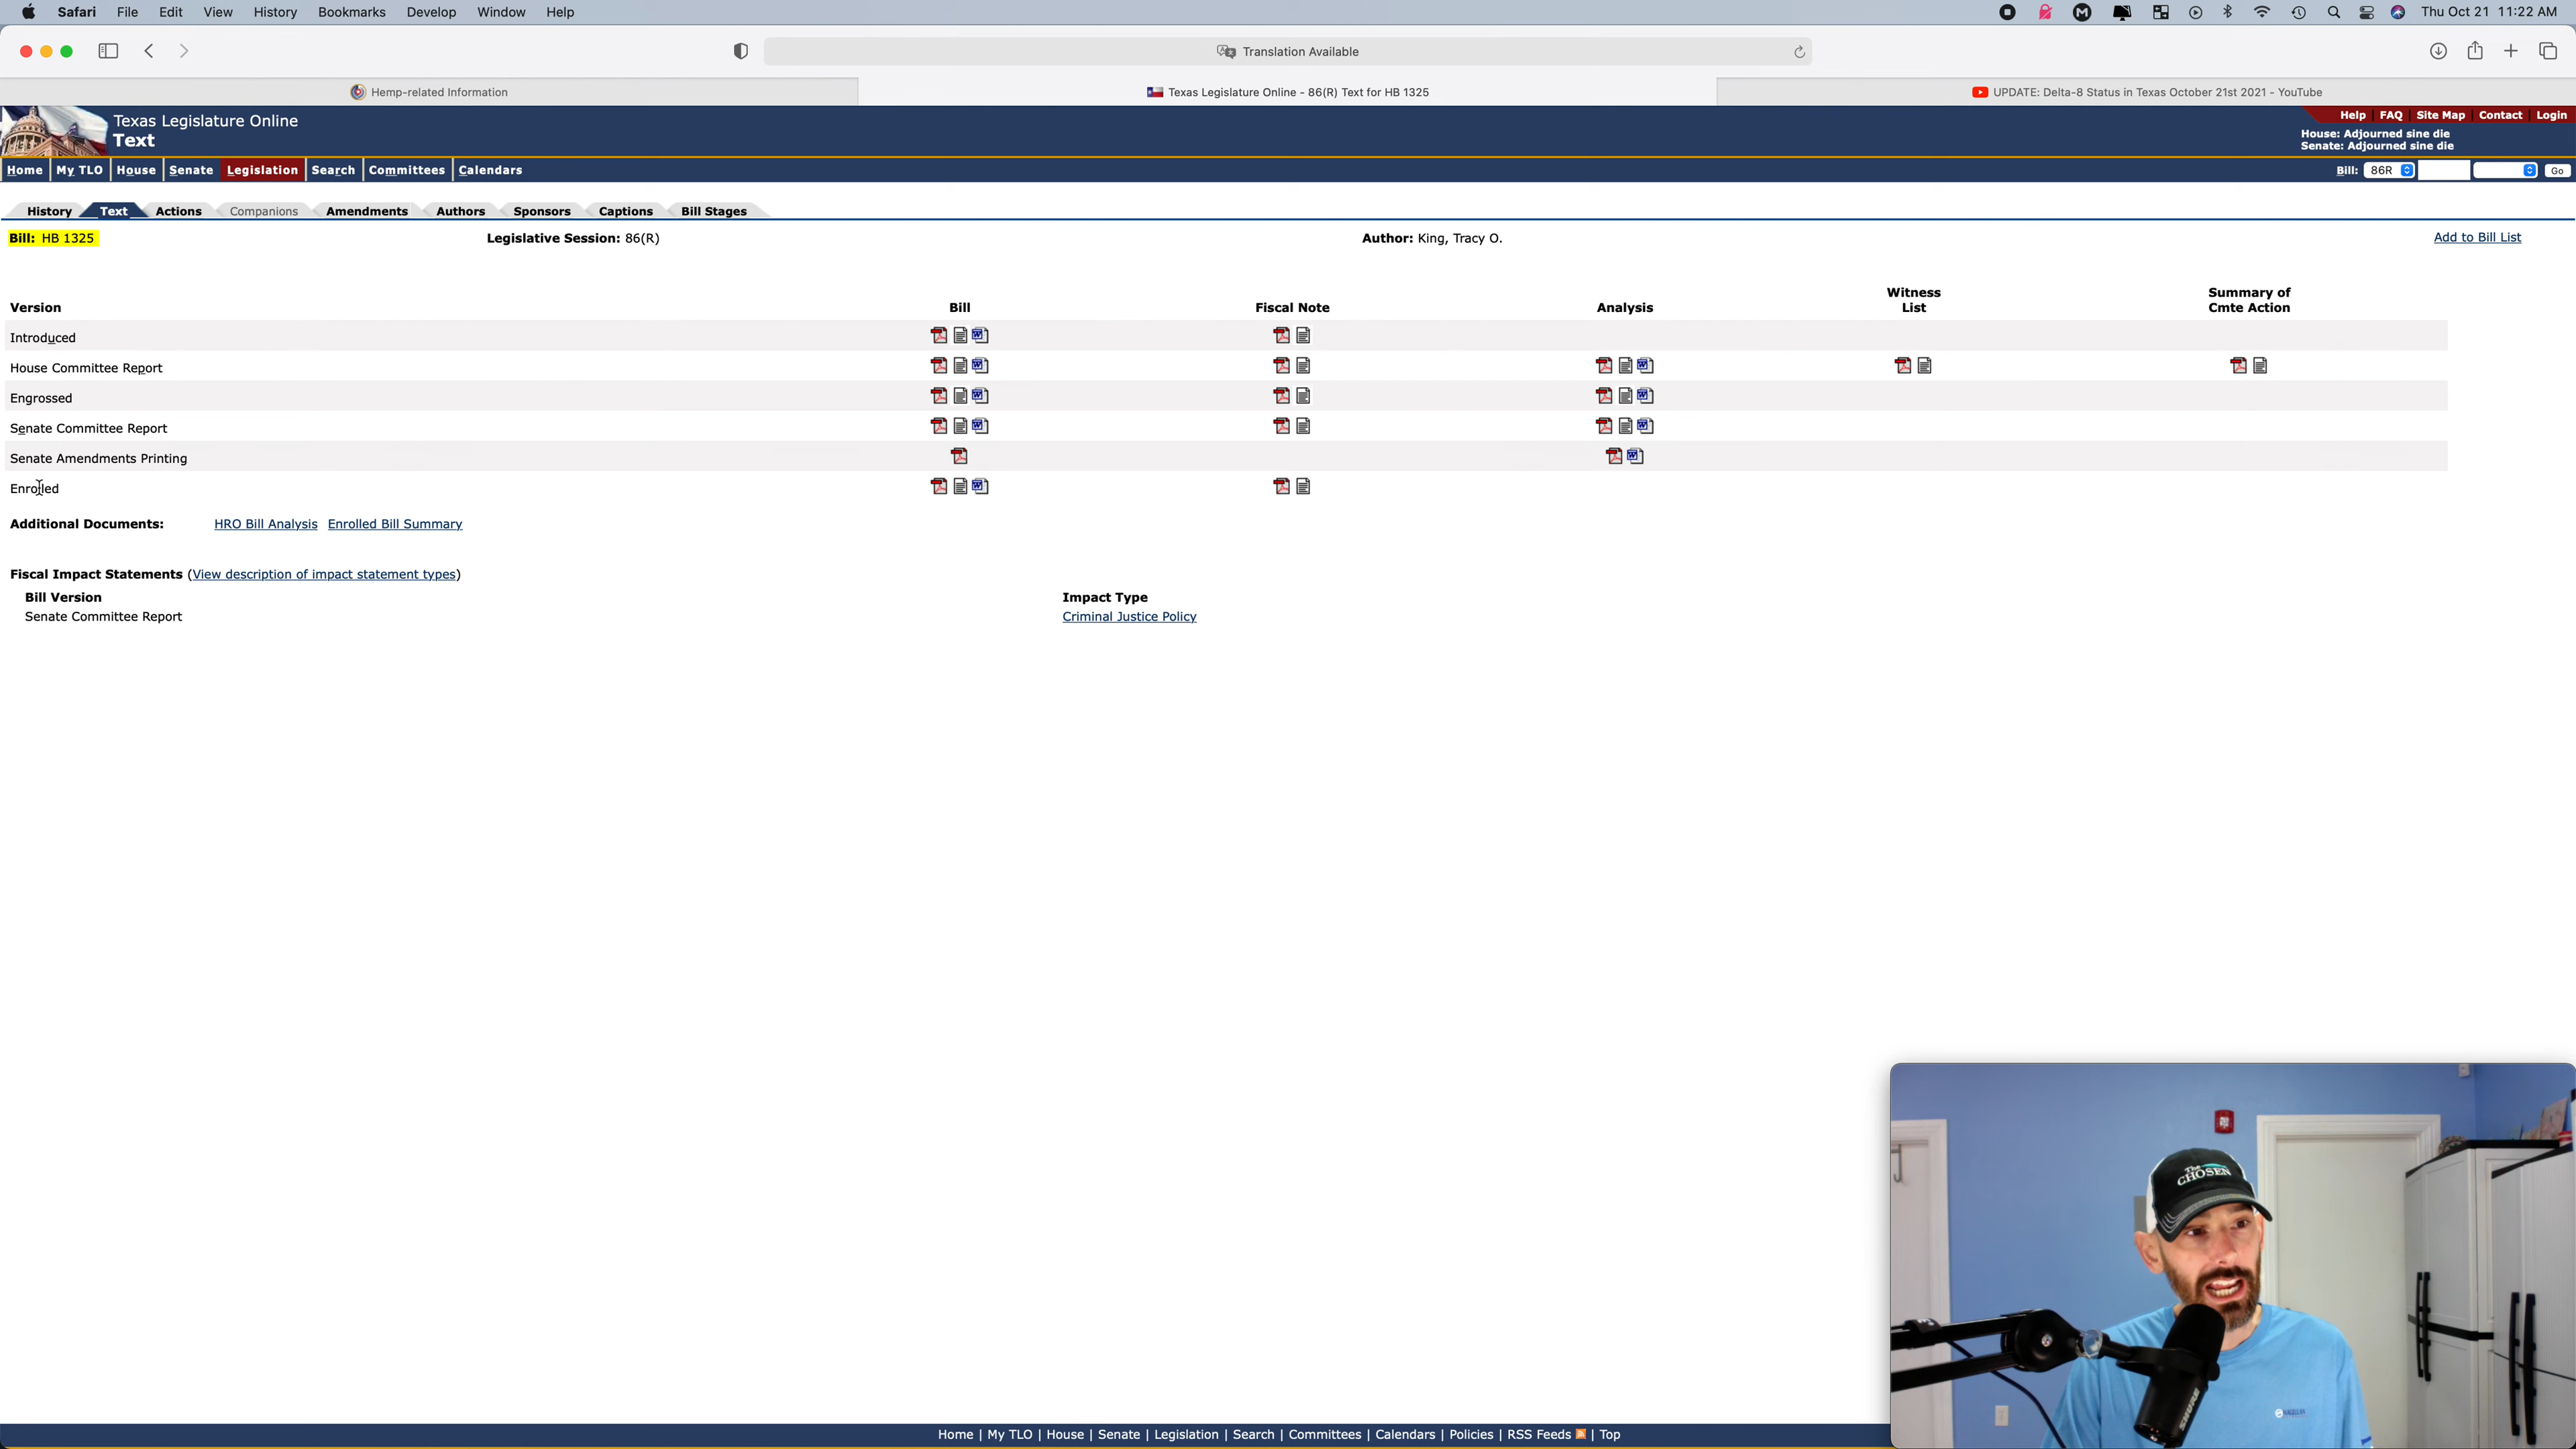 Safari File Edit View History Bookmarks Develop Window Help Thu Oct 21 11:22 AM
Translation Available
Hemp-related Information
Texas Legislature Online - 86(R) Text for HB 1325
UPDATE: Delta-8 Status in Texas October 21st 2021 - YouTube
Texas Legislature Online
Text
Help FAQ Site Map Contact Login
House: Adjourned sine die
Senate: Adjourned sine die
Home My TLO House Senate Legislation Search Committees Calendars
Bill: 86R Go
History Text Actions Companions Amendments Authors Sponsors Captions Bill Stages
Bill: HB 1325 Legislative Session: 86(R) Author: King, Tracy O. Add to Bill List
Version Bill Fiscal Note Analysis Witness List Summary of Cmte Action
Introduced
House Committee Report
Engrossed
Senate Committee Report
Senate Amendments Printing
Enrolled
Additional Documents: HRO Bill Analysis Enrolled Bill Summary
Fiscal Impact Statements (View description of impact statement types)
Bill Version Impact Type
Senate Committee Report Criminal Justice Policy
The CHOSEN
SHURE
Home | My TLO | House | Senate | Legislation | Search | Committees | Calendars | Policies | RSS Feeds | Top